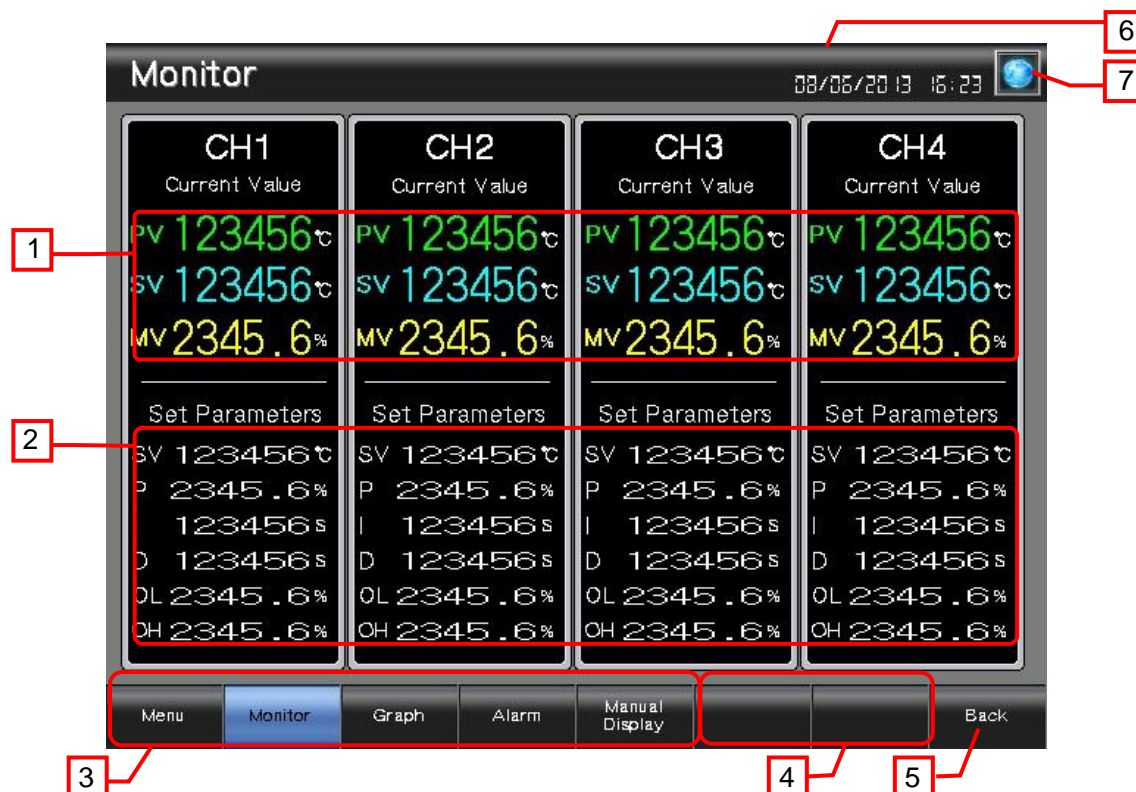 6
Monitor 08/06/2013 16:23
7
CH1 CH2 CH3 CH4
Current Value Current Value Current Value Current Value
1
PV 123456℃ PV 123456℃ PV 123456℃ PV 123456℃
SV 123456℃ SV 123456℃ SV 123456℃ SV 123456℃
MV 2345.6% MV 2345.6% MV 2345.6% MV 2345.6%
Set Parameters Set Parameters Set Parameters Set Parameters
2
SV 123456℃ SV 123456℃ SV 123456℃ SV 123456℃
P 2345.6% P 2345.6% P 2345.6% P 2345.6%
123456s I 123456s I 123456s I 123456s
D 123456s D 123456s D 123456s D 123456s
OL 2345.6% OL 2345.6% OL 2345.6% OL 2345.6%
OH 2345.6% OH 2345.6% OH 2345.6% OH 2345.6%
Menu Monitor Graph Alarm Manual Display Back
3 4 5